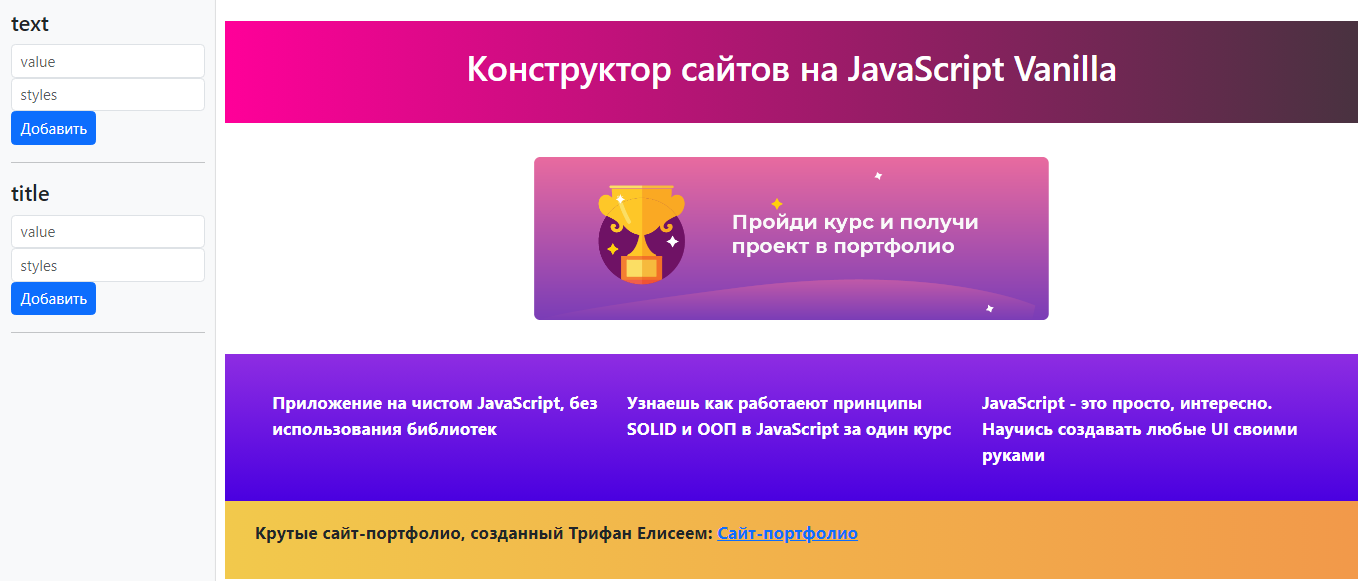 text
value
styles
Добавить
title
value
styles
Добавить
Конструктор сайтов на JavaScript Vanilla
Пройди курс и получи
проект в портфолио
Приложение на чистом JavaScript, без
использования библиотек
Узнаешь как работаеют принципы
SOLID и ООП в JavaScript за один курс
JavaScript - это просто, интересно.
Научись создавать любые UI своими
руками
Крутые сайт-портфолио, созданный Трифан Елисеем: Сайт-портфолио